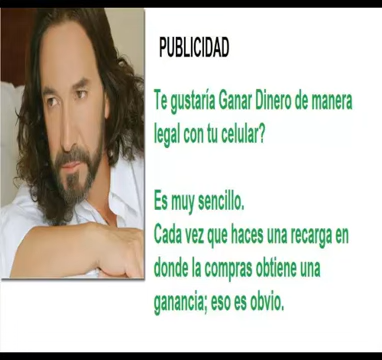 PUBLICIDAD
Te gustaría Ganar Dinero de manera
legal con tu celular?
Es muy sencillo.
Cada vez que haces una recarga en
donde la compras obtiene una
ganancia; eso es obvio.